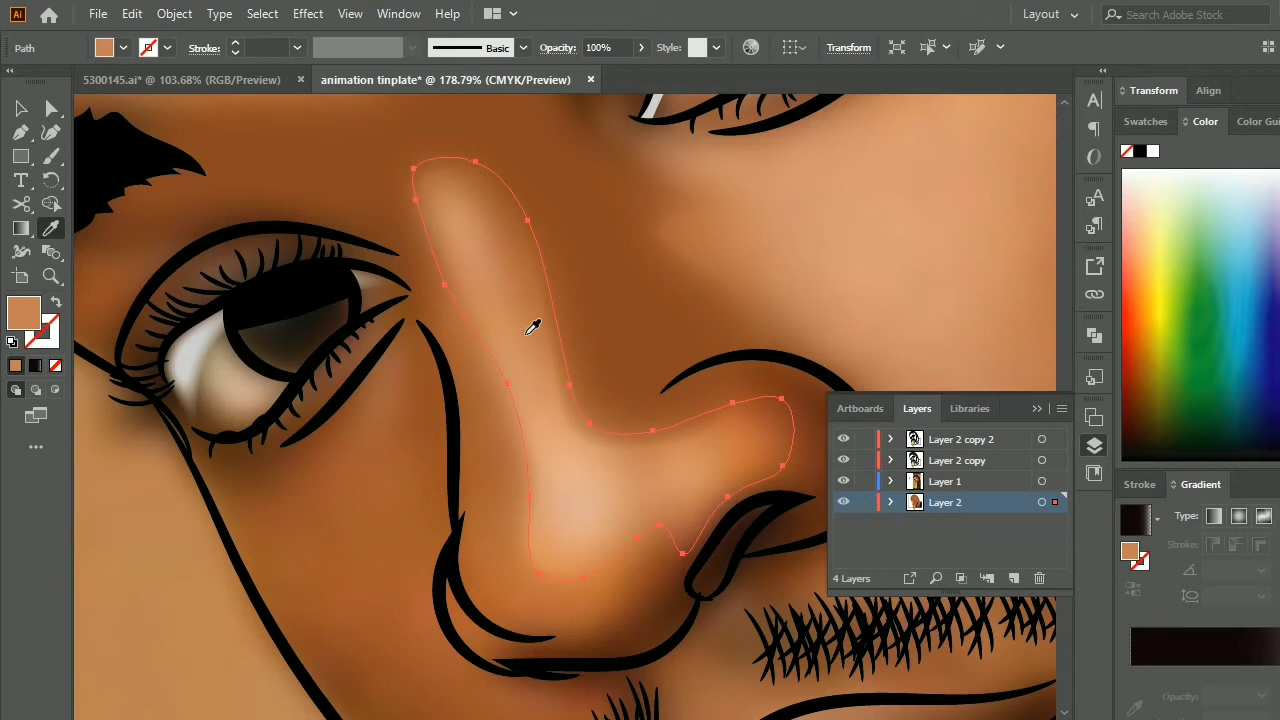 Ai File Edit Object Type Select Effect View Window Help Layout Search Adobe Stock
Path Stroke: Basic Opacity: 100% Style: Transform
5300145.ai* @ 103.68% (RGB/Preview) × animation tinplate* @ 178.79% (CMYK/Preview) ×
Transform Align
Swatches Color Color Gui
Artboards Layers Libraries
Layer 2 copy 2
Layer 2 copy
Layer 1
Layer 2
4 Layers
Stroke Gradient
Type:
Stroke:
Opacity: